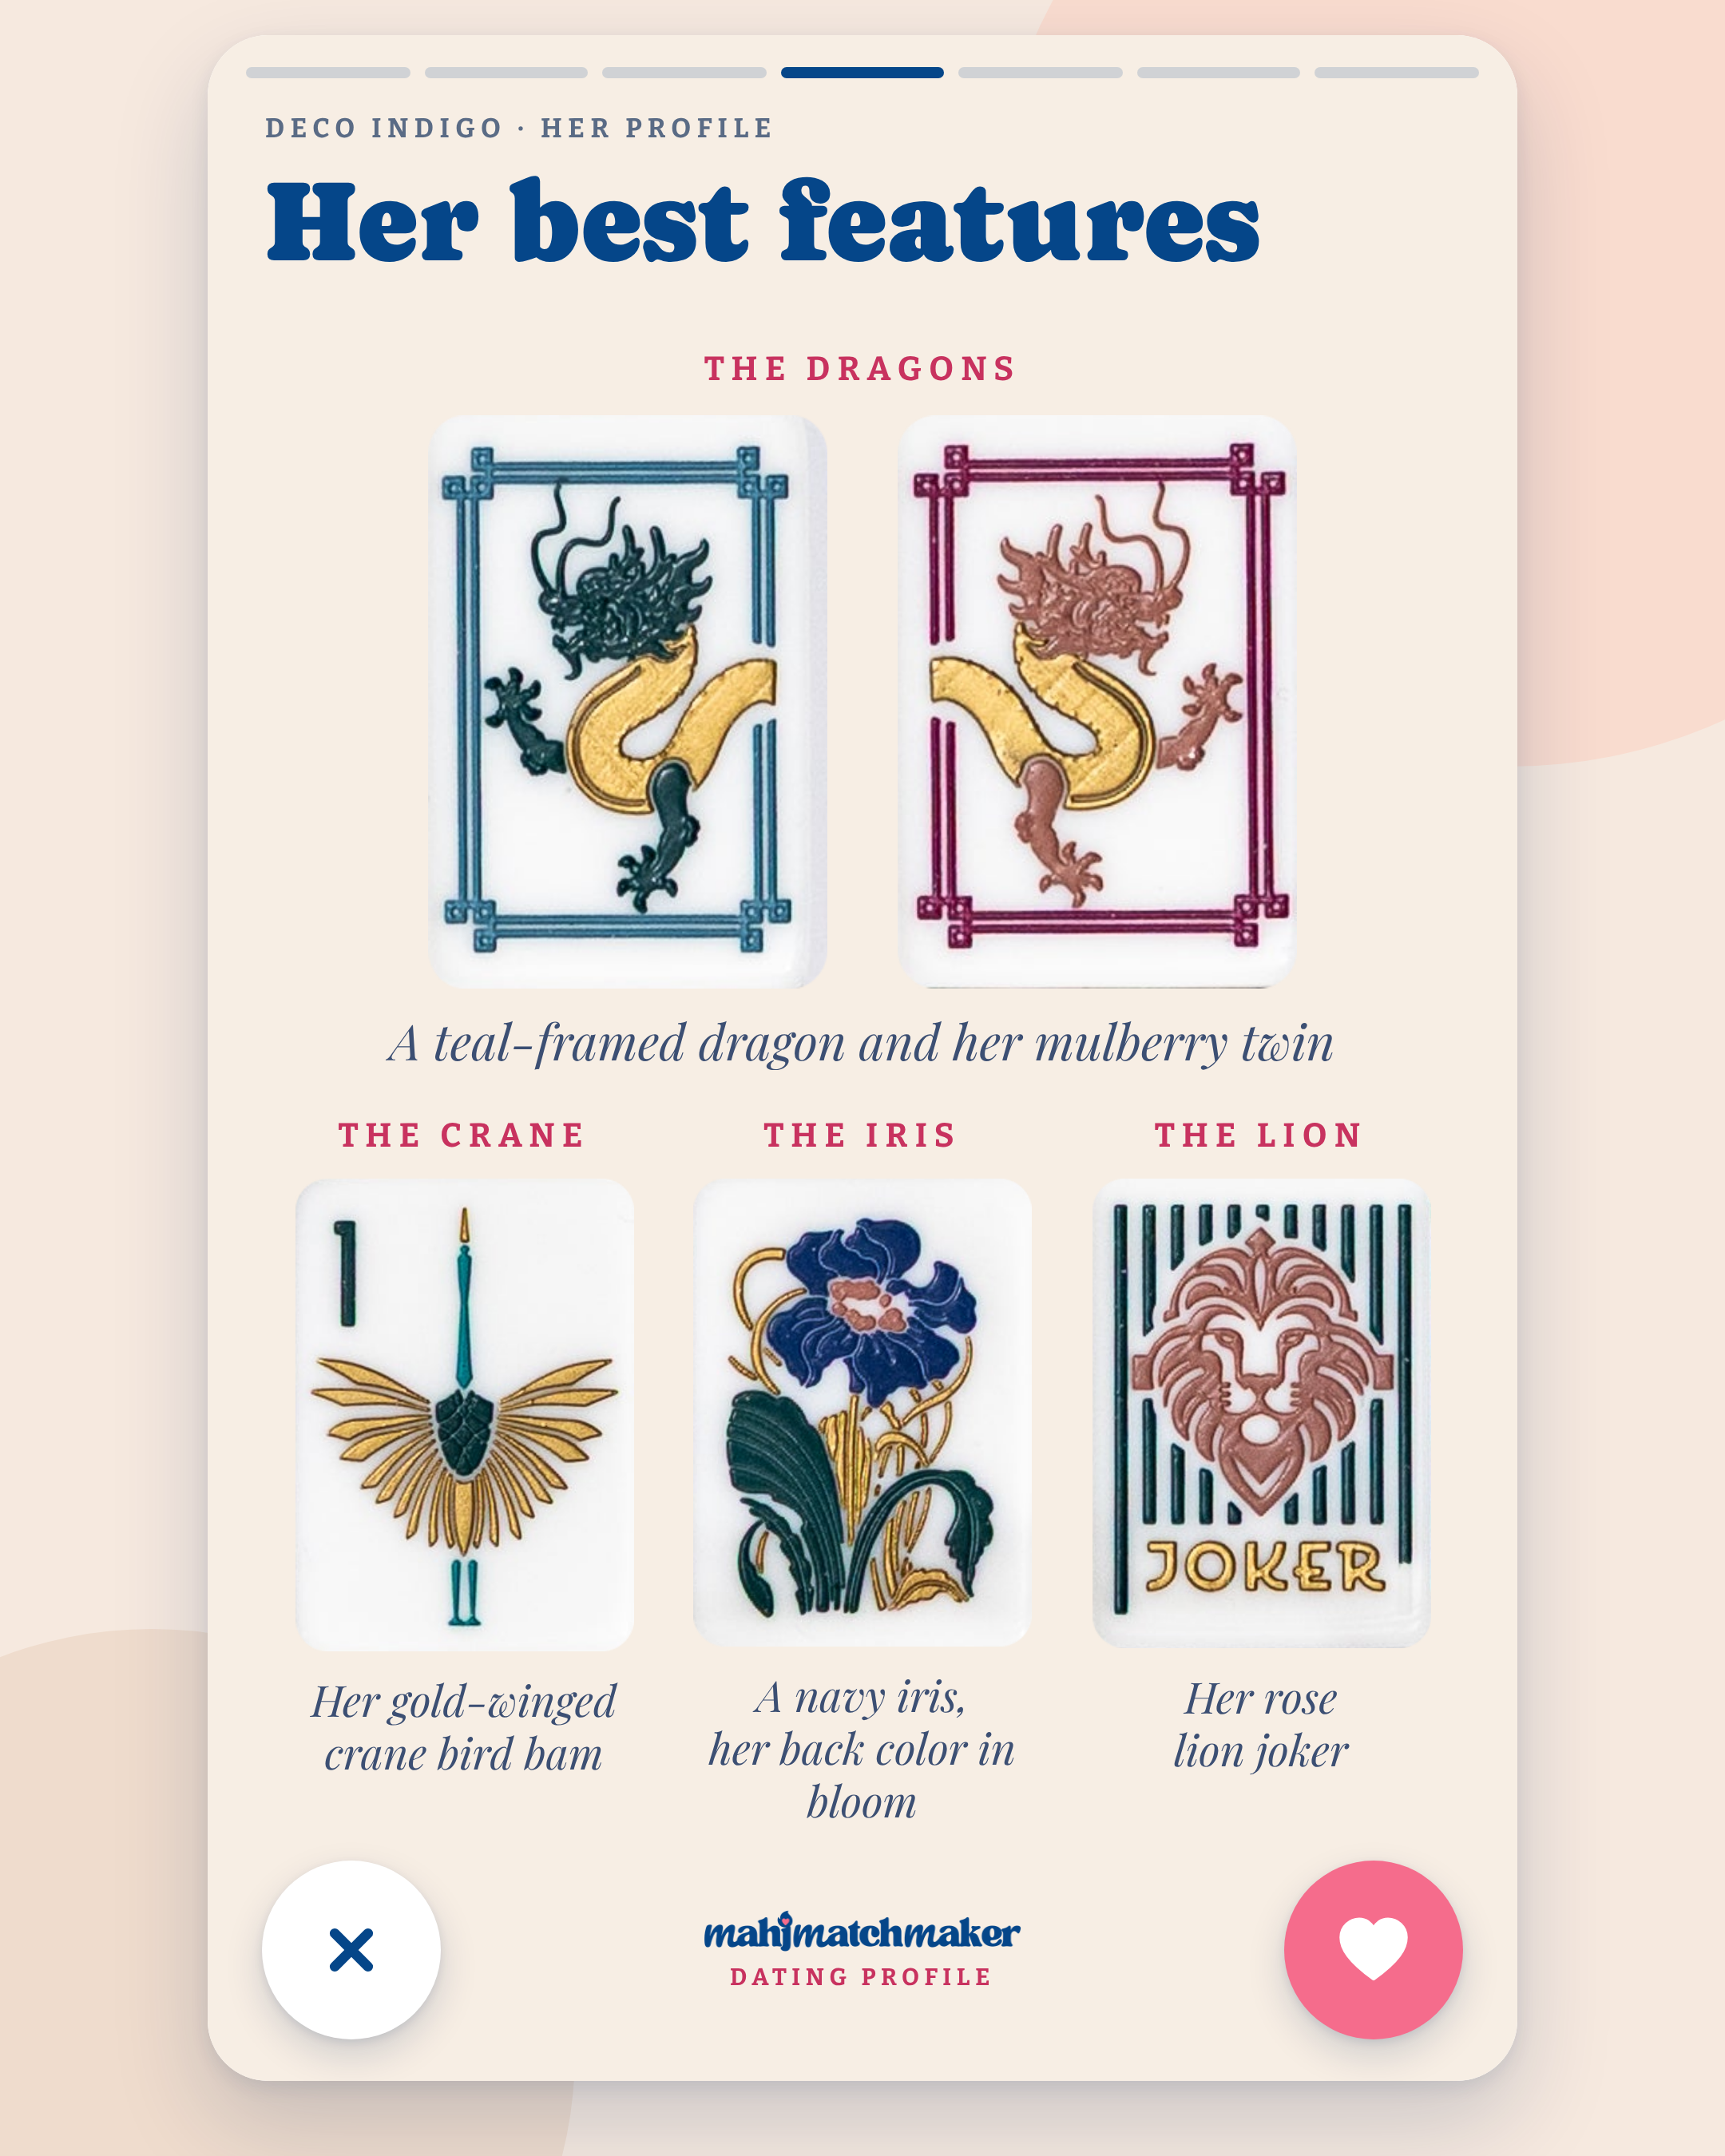 DECO INDIGO · HER PROFILE
Her best features
THE DRAGONS
A teal-framed dragon and her mulberry twin
THE CRANE
THE IRIS
THE LION
1
JOKER
Her gold-winged
crane bird bam
A navy iris,
her back color in
bloom
Her rose
lion joker
mahjmatchmaker
DATING PROFILE